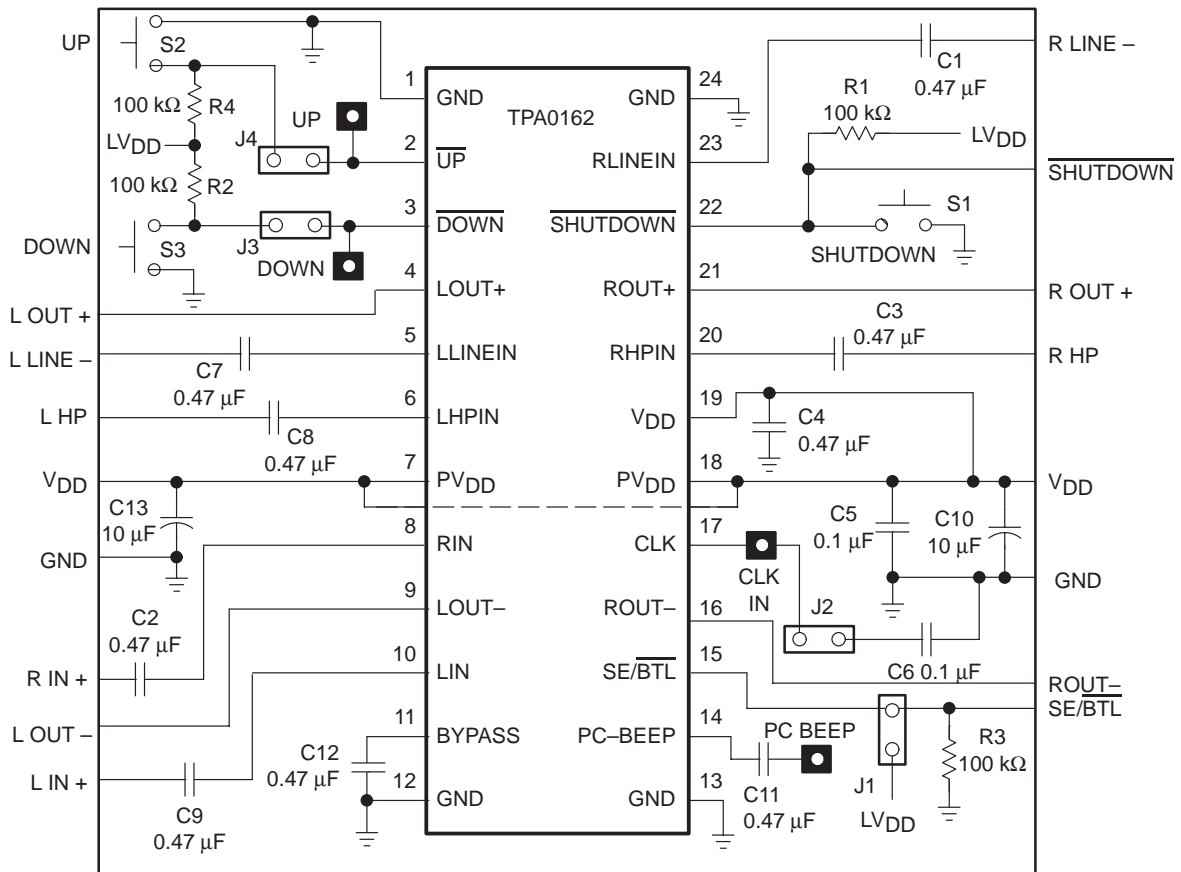 UP
S2
100 kΩ
R4
LVDD
100 kΩ
R2
J4
UP
DOWN
S3
J3
DOWN
L OUT +
L LINE –
C7
0.47 µF
L HP
C8
0.47 µF
VDD
C13
10 µF
GND
C2
0.47 µF
R IN +
L OUT –
L IN +
C9
0.47 µF
C12
0.47 µF
TPA0162
1
GND
2
UP
3
DOWN
4
LOUT+
5
LLINEIN
6
LHPIN
7
PVDD
8
RIN
9
LOUT–
10
LIN
11
BYPASS
12
GND
24
GND
23
RLINEIN
22
SHUTDOWN
21
ROUT+
20
RHPIN
19
VDD
18
PVDD
17
CLK
16
ROUT–
15
SE/BTL
14
PC–BEEP
13
GND
C1
0.47 µF
R LINE –
R1
100 kΩ
LVDD
SHUTDOWN
S1
SHUTDOWN
R OUT +
C3
0.47 µF
R HP
C4
0.47 µF
VDD
C5
0.1 µF
C10
10 µF
GND
CLK
IN
J2
C6 0.1 µF
ROUT–
SE/BTL
PC BEEP
C11
0.47 µF
J1
LVDD
R3
100 kΩ